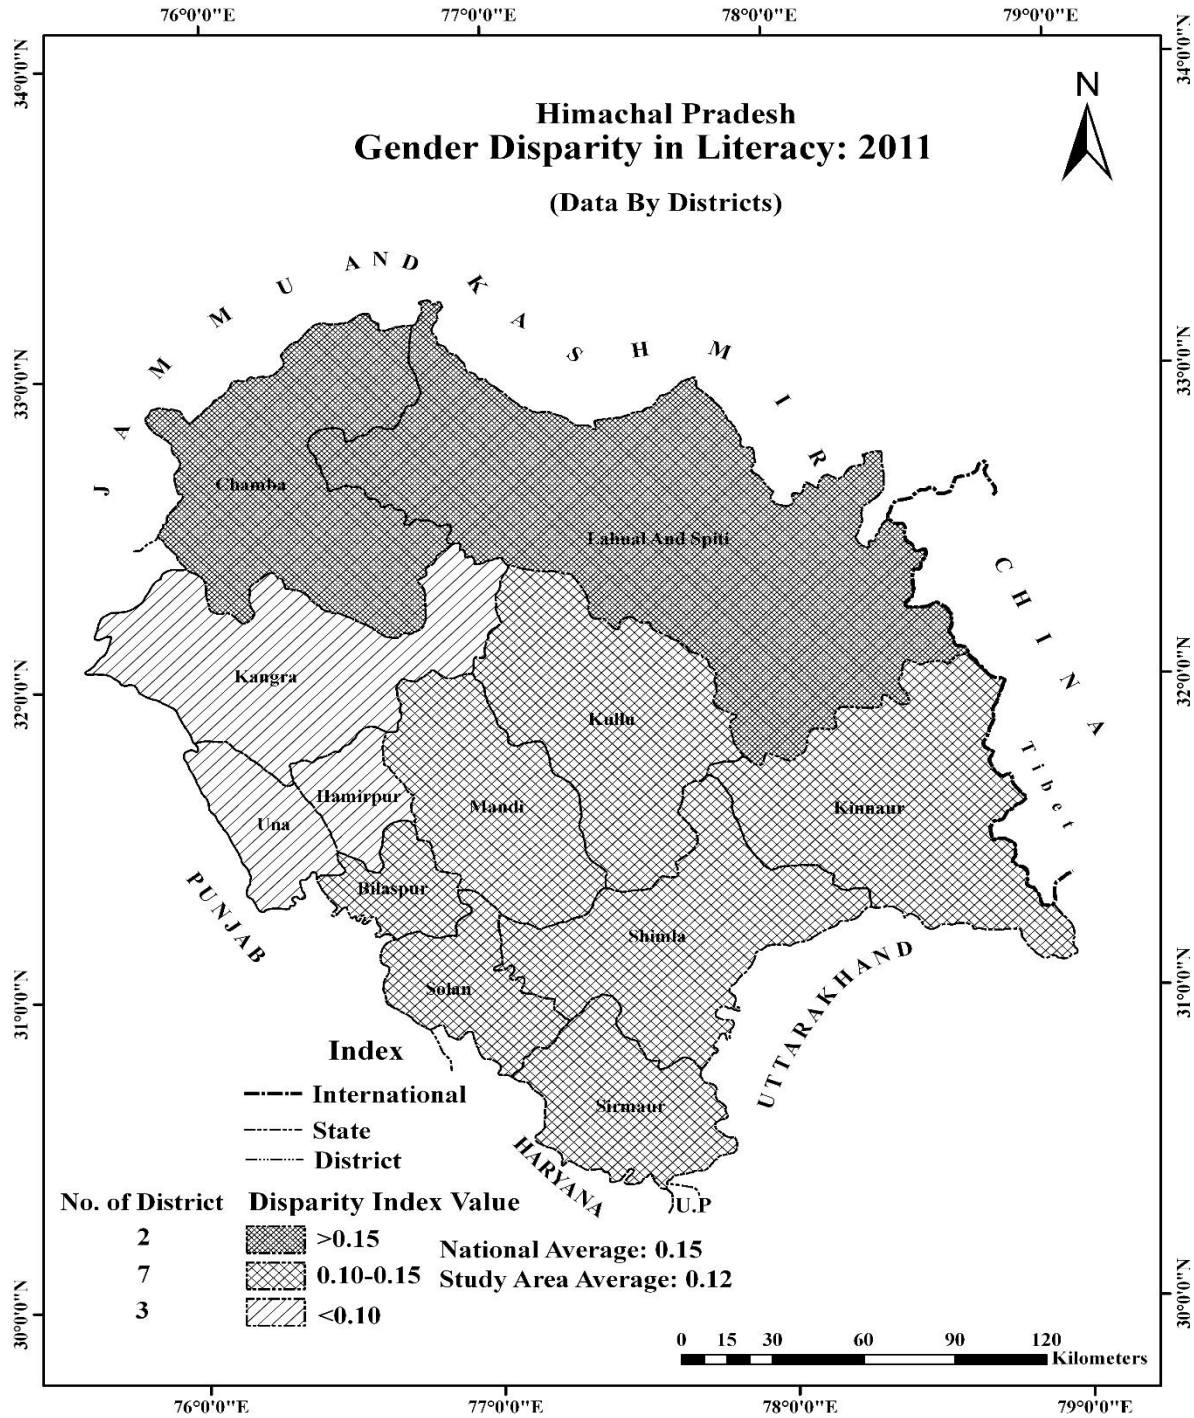 76°0'0"E 77°0'0"E 78°0'0"E 79°0'0"E
34°0'0"N
34°0'0"N
N
Himachal Pradesh
Gender Disparity in Literacy: 2011
(Data By Districts)
JAMMU AND KASHMIR
33°0'0"N
33°0'0"N
Chamba
Lahual And Spiti
CHINA
Tibet
32°0'0"N
32°0'0"N
Kangra
Kullu
Hamirpur
Mandi
Kinnaur
Una
Bilaspur
PUNJAB
Shimla
Solan
UTTARAKHAND
31°0'0"N
31°0'0"N
Sirmaur
HARYANA
U.P
Index
International
State
District
No. of District Disparity Index Value
2 >0.15
7 0.10-0.15
3 <0.10
National Average: 0.15
Study Area Average: 0.12
30°0'0"N
30°0'0"N
0 15 30 60 90 120
Kilometers
76°0'0"E 77°0'0"E 78°0'0"E 79°0'0"E